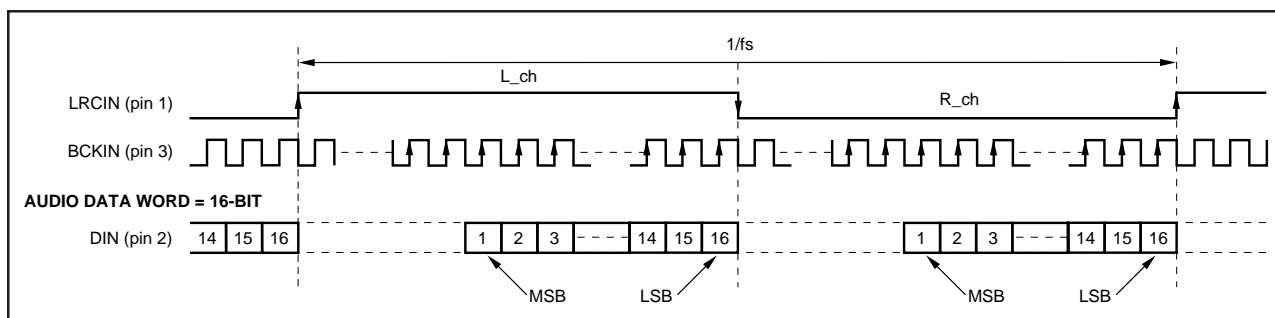 1/fs
L_ch
R_ch
LRCIN (pin 1)
BCKIN (pin 3)
AUDIO DATA WORD = 16-BIT
DIN (pin 2)
14 15 16 1 2 3 14 15 16 1 2 3 14 15 16
MSB LSB MSB LSB